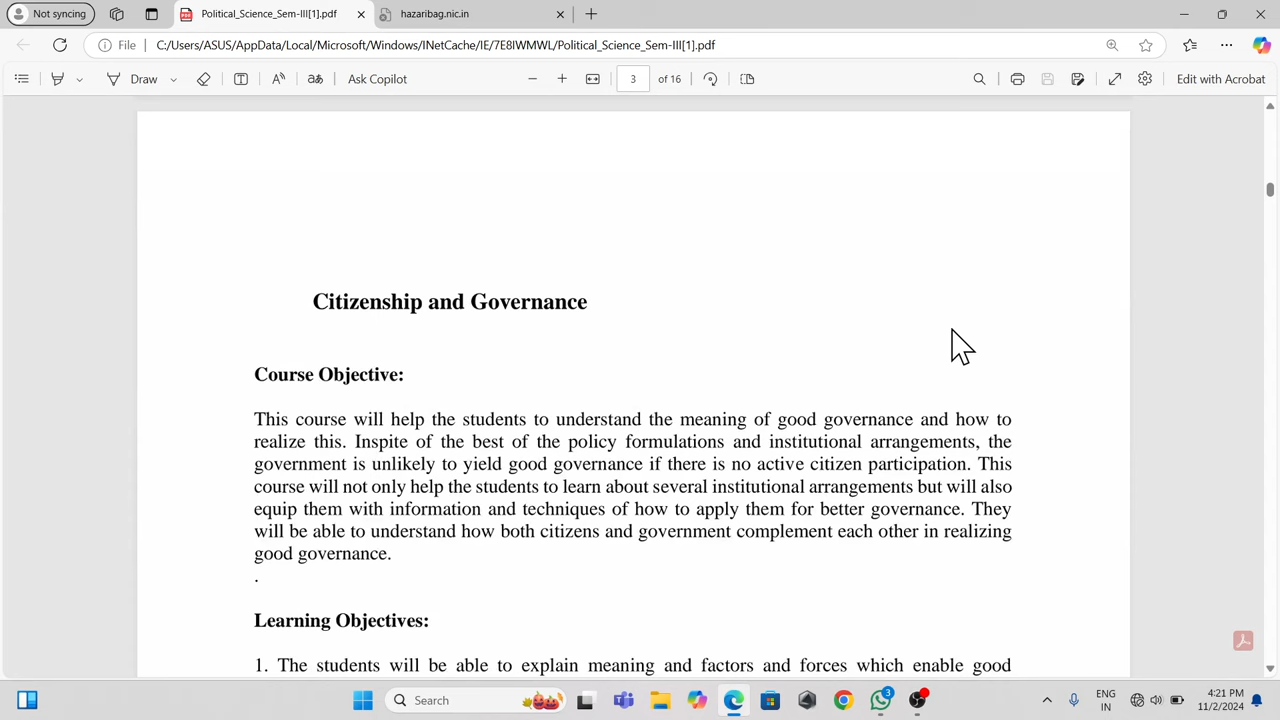 Not syncing
Political_Science_Sem-III[1].pdf
hazaribag.nic.in
File
C:/Users/ASUS/AppData/Local/Microsoft/Windows/INetCache/IE/7E8IWMWL/Political_Science_Sem-III[1].pdf
Draw
Ask Copilot
3
of 16
Edit with Acrobat
Citizenship and Governance
Course Objective:
This course will help the students to understand the meaning of good governance and how to
realize this. Inspite of the best of the policy formulations and institutional arrangements, the
government is unlikely to yield good governance if there is no active citizen participation. This
course will not only help the students to learn about several institutional arrangements but will also
equip them with information and techniques of how to apply them for better governance. They
will be able to understand how both citizens and government complement each other in realizing
good governance.
.
Learning Objectives:
1. The students will be able to explain meaning and factors and forces which enable good
Search
3
ENG
IN
4:21 PM
11/2/2024